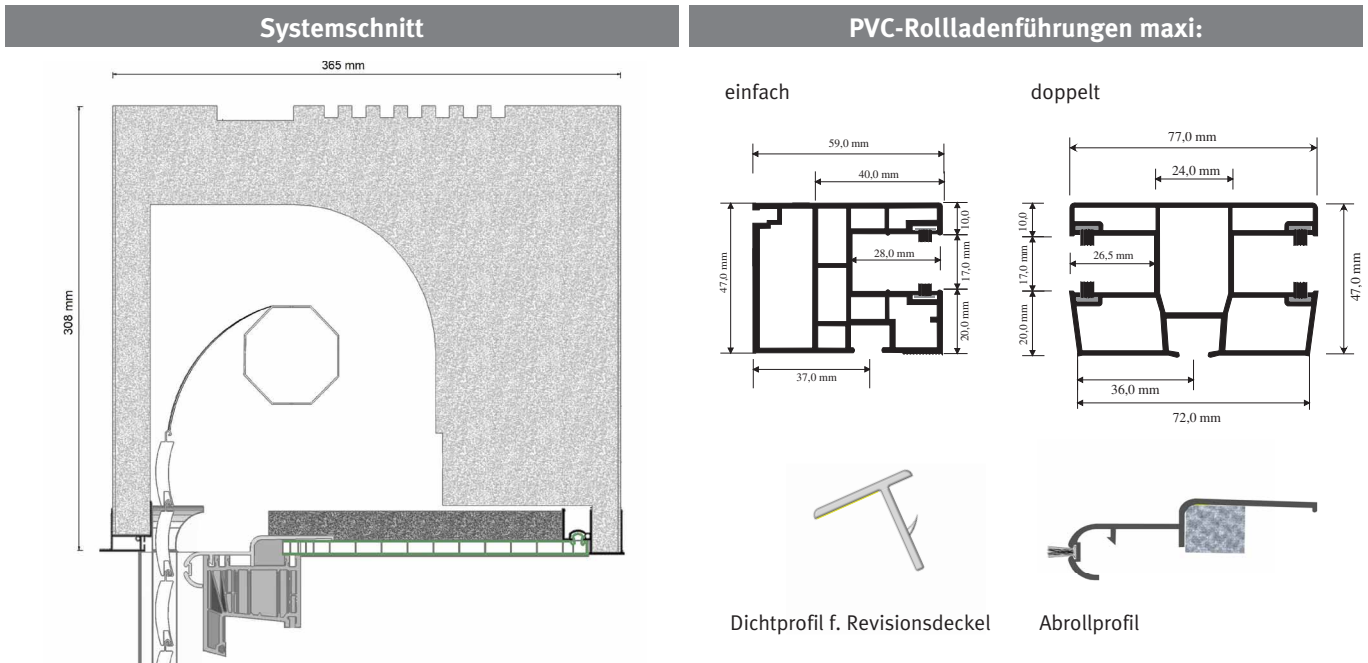 Systemschnitt
365 mm
308 mm
PVC-Rollladenführungen maxi:
einfach
59,0 mm
40,0 mm
47,0 mm
28,0 mm
10,0
17,0 mm
20,0 mm
37,0 mm
doppelt
77,0 mm
24,0 mm
10,0
17,0 mm
20,0 mm
26,5 mm
47,0 mm
36,0 mm
72,0 mm
Dichtprofil f. Revisionsdeckel
Abrollprofil